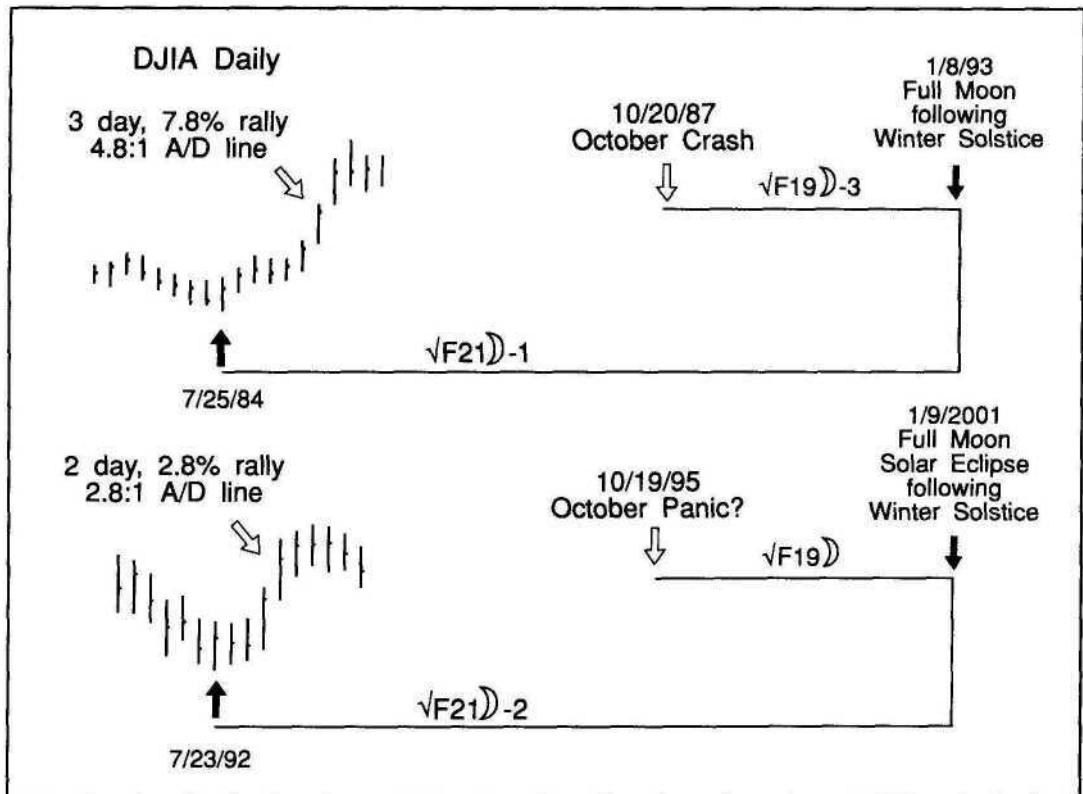 DJIA Daily
3 day, 7.8% rally
4.8:1 A/D line
10/20/87
October Crash
1/8/93
Full Moon
following
Winter Solstice
√F19☽-3
√F21☽-1
7/25/84
2 day, 2.8% rally
2.8:1 A/D line
10/19/95
October Panic?
1/9/2001
Full Moon
Solar Eclipse
following
Winter Solstice
√F19☽
√F21☽-2
7/23/92